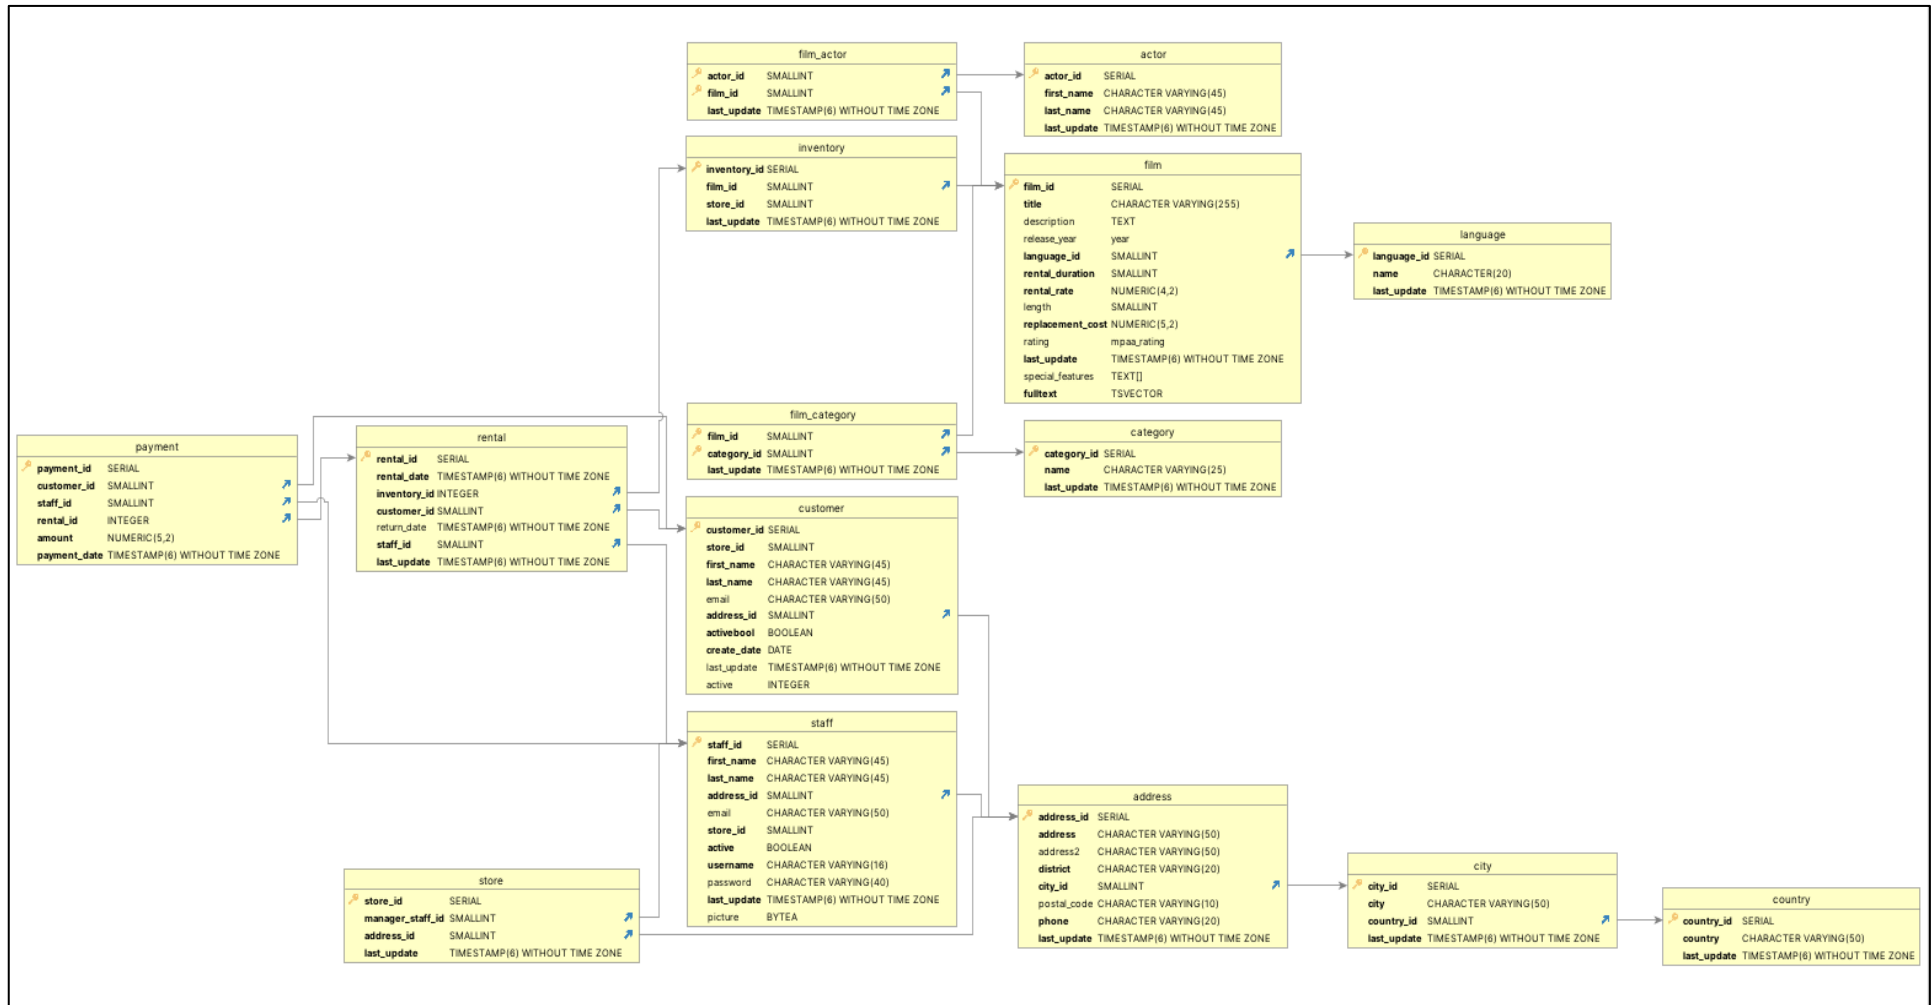 film_actor
actor_id SMALLINT
film_id SMALLINT
last_update TIMESTAMP(6) WITHOUT TIME ZONE
actor
actor_id SERIAL
first_name CHARACTER VARYING(45)
last_name CHARACTER VARYING(45)
last_update TIMESTAMP(6) WITHOUT TIME ZONE
inventory
inventory_id SERIAL
film_id SMALLINT
store_id SMALLINT
last_update TIMESTAMP(6) WITHOUT TIME ZONE
film
film_id SERIAL
title CHARACTER VARYING(255)
description TEXT
release_year year
language_id SMALLINT
rental_duration SMALLINT
rental_rate NUMERIC(4,2)
length SMALLINT
replacement_cost NUMERIC(5,2)
rating mpaa_rating
last_update TIMESTAMP(6) WITHOUT TIME ZONE
special_features TEXT[]
fulltext TSVECTOR
language
language_id SERIAL
name CHARACTER(20)
last_update TIMESTAMP(6) WITHOUT TIME ZONE
payment
payment_id SERIAL
customer_id SMALLINT
staff_id SMALLINT
rental_id INTEGER
amount NUMERIC(5,2)
payment_date TIMESTAMP(6) WITHOUT TIME ZONE
rental
rental_id SERIAL
rental_date TIMESTAMP(6) WITHOUT TIME ZONE
inventory_id INTEGER
customer_id SMALLINT
return_date TIMESTAMP(6) WITHOUT TIME ZONE
staff_id SMALLINT
last_update TIMESTAMP(6) WITHOUT TIME ZONE
film_category
film_id SMALLINT
category_id SMALLINT
last_update TIMESTAMP(6) WITHOUT TIME ZONE
category
category_id SERIAL
name CHARACTER VARYING(25)
last_update TIMESTAMP(6) WITHOUT TIME ZONE
customer
customer_id SERIAL
store_id SMALLINT
first_name CHARACTER VARYING(45)
last_name CHARACTER VARYING(45)
email CHARACTER VARYING(50)
address_id SMALLINT
activebool BOOLEAN
create_date DATE
last_update TIMESTAMP(6) WITHOUT TIME ZONE
active INTEGER
staff
staff_id SERIAL
first_name CHARACTER VARYING(45)
last_name CHARACTER VARYING(45)
address_id SMALLINT
email CHARACTER VARYING(50)
store_id SMALLINT
active BOOLEAN
username CHARACTER VARYING(16)
password CHARACTER VARYING(40)
last_update TIMESTAMP(6) WITHOUT TIME ZONE
picture BYTEA
store
store_id SERIAL
manager_staff_id SMALLINT
address_id SMALLINT
last_update TIMESTAMP(6) WITHOUT TIME ZONE
address
address_id SERIAL
address CHARACTER VARYING(50)
address2 CHARACTER VARYING(50)
district CHARACTER VARYING(20)
city_id SMALLINT
postal_code CHARACTER VARYING(10)
phone CHARACTER VARYING(20)
last_update TIMESTAMP(6) WITHOUT TIME ZONE
city
city_id SERIAL
city CHARACTER VARYING(50)
country_id SMALLINT
last_update TIMESTAMP(6) WITHOUT TIME ZONE
country
country_id SERIAL
country CHARACTER VARYING(50)
last_update TIMESTAMP(6) WITHOUT TIME ZONE